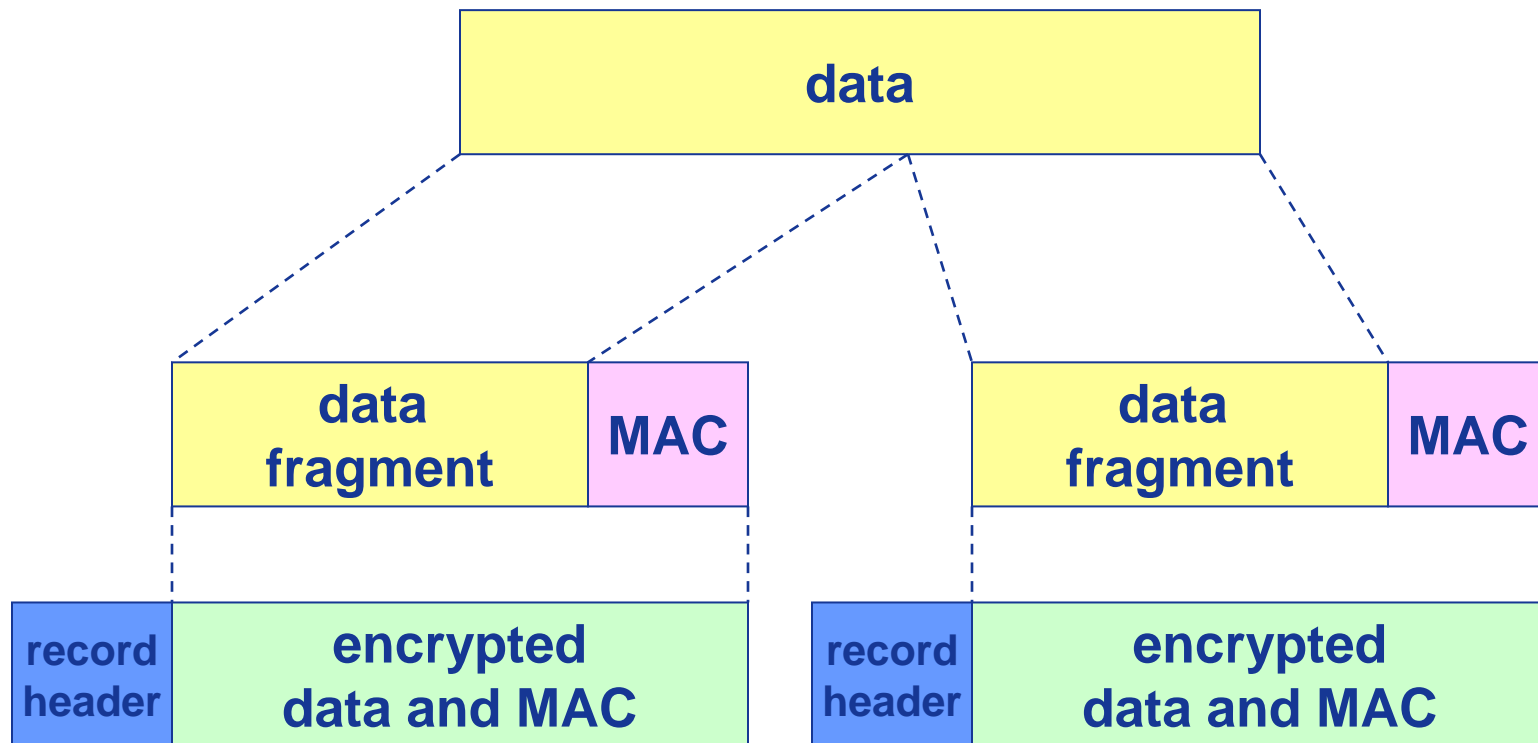 data
data
fragment
MAC
data
fragment
MAC
record
header
encrypted
data and MAC
record
header
encrypted
data and MAC